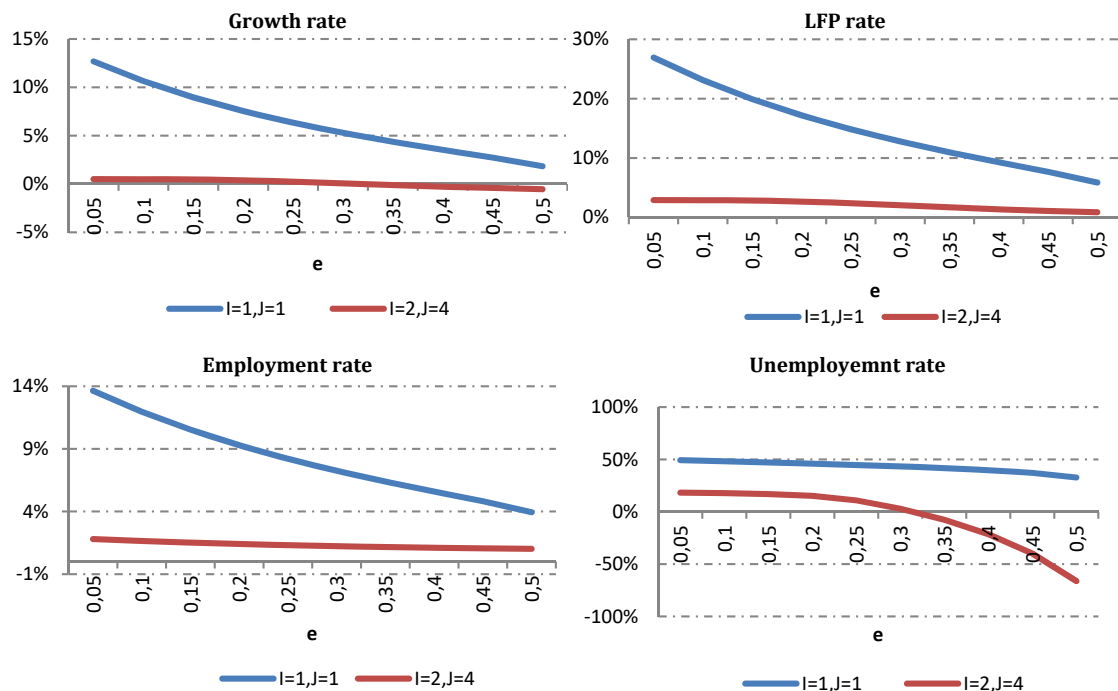 Growth rate
15%
10%
5%
0%
-5%
0,05 0,1 0,15 0,2 0,25 0,3 0,35 0,4 0,45 0,5
e
I=1,J=1 I=2,J=4
LFP rate
30%
20%
10%
0%
0,05 0,1 0,15 0,2 0,25 0,3 0,35 0,4 0,45 0,5
e
I=1,J=1 I=2,J=4
Employment rate
14%
9%
4%
-1%
0,05 0,1 0,15 0,2 0,25 0,3 0,35 0,4 0,45 0,5
e
I=1,J=1 I=2,J=4
Unemployemnt rate
100%
50%
0%
-50%
-100%
0,05 0,1 0,15 0,2 0,25 0,3 0,35 0,4 0,45 0,5
e
I=1,J=1 I=2,J=4